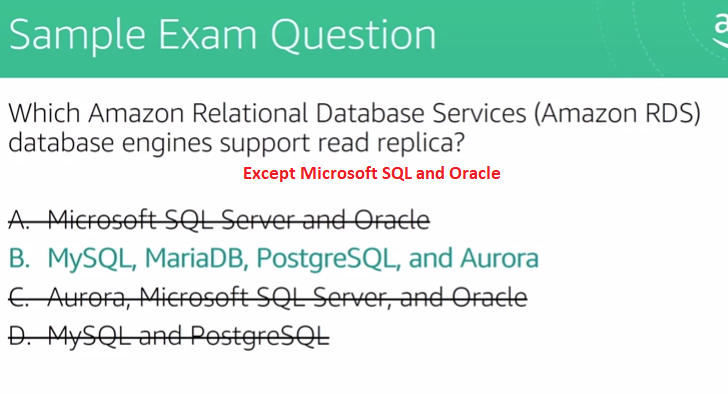 Sample Exam Question
a
Which Amazon Relational Database Services (Amazon RDS)
database engines support read replica?
Except Microsoft SQL and Oracle
A. Microsoft SQL Server and Oracle
B. MySQL, MariaDB, PostgreSQL, and Aurora
C. Aurora, Microsoft SQL Server, and Oracle
D. MySQL and PostgreSQL